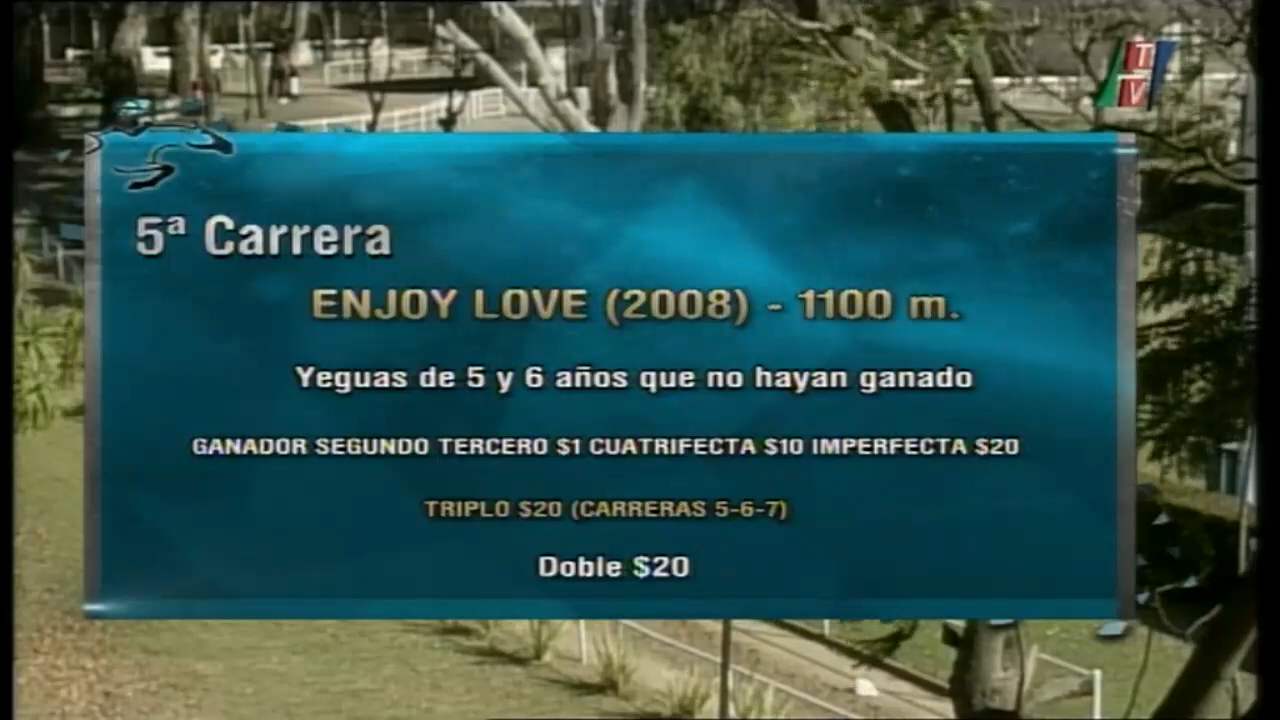 TTV
5ª Carrera
ENJOY LOVE (2008) - 1100 m.
Yeguas de 5 y 6 años que no hayan ganado
GANADOR SEGUNDO TERCERO $1 CUATRIFECTA $10 IMPERFECTA $20
TRIPLO $20 (CARRERAS 5-6-7)
Doble $20